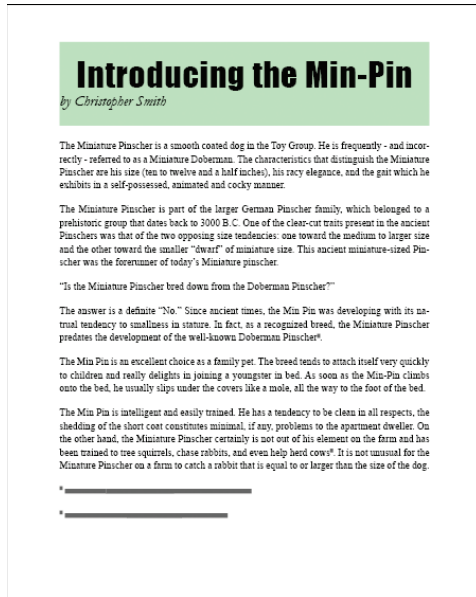 Introducing the Min-Pin
by Christopher Smith
The Miniature Pinscher is a smooth coated dog in the Toy Group. He is frequently - and incor-
rectly - referred to as a Miniature Doberman. The characteristics that distinguish the Miniature
Pinscher are his size (ten to twelve and a half inches), his racy elegance, and the gait which he
exhibits in a self-possessed, animated and cocky manner.
The Miniature Pinscher is part of the larger German Pinscher family, which belonged to a
prehistoric group that dates back to 3000 B.C. One of the clear-cut traits present in the ancient
Pinschers was that of the two opposing size tendencies: one toward the medium to larger size
and the other toward the smaller “dwarf” of miniature size. This ancient miniature-sized Pin-
scher was the forerunner of today’s Miniature pinscher.
“Is the Miniature Pinscher bred down from the Doberman Pinscher?”
The answer is a definite “No.” Since ancient times, the Min Pin was developing with its na-
trual tendency to smallness in stature. In fact, as a recognized breed, the Miniature Pinscher
predates the development of the well-known Doberman Pinscher.
The Min Pin is an excellent choice as a family pet. The breed tends to attach itself very quickly
to children and really delights in joining a youngster in bed. As soon as the Min-Pin climbs
onto the bed, he usually slips under the covers like a mole, all the way to the foot of the bed.
The Min Pin is intelligent and easily trained. He has a tendency to be clean in all respects, the
shedding of the short coat constitutes minimal, if any, problems to the apartment dweller. On
the other hand, the Miniature Pinscher certainly is not out of his element on the farm and has
been trained to tree squirrels, chase rabbits, and even help herd cows. It is not unusual for the
Minature Pinscher on a farm to catch a rabbit that is equal to or larger than the size of the dog.